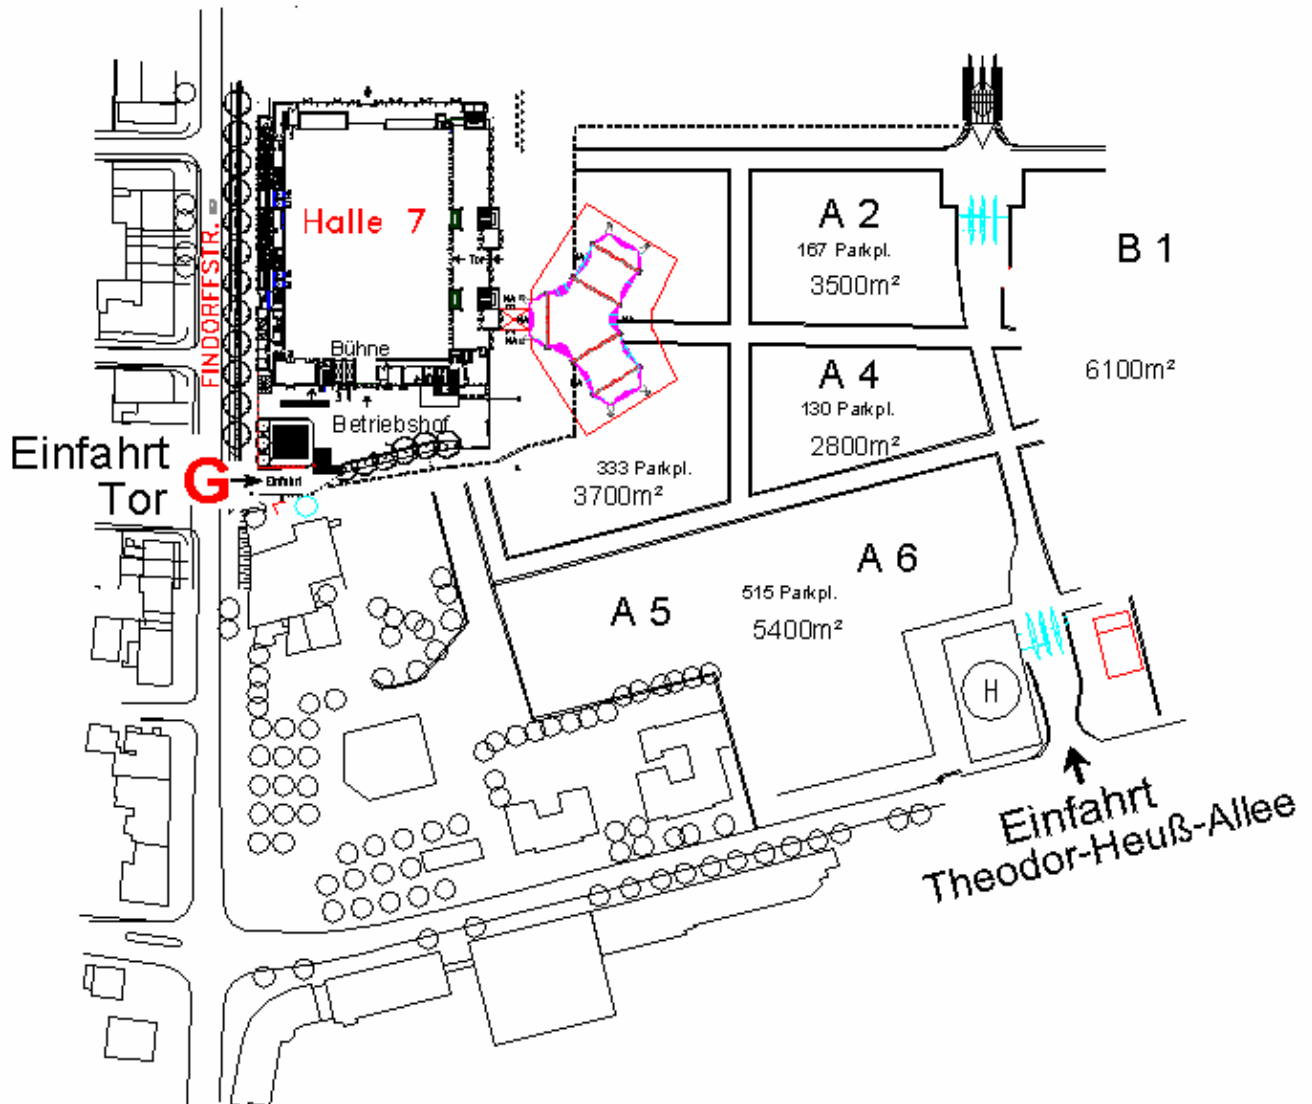 A 2
167 Parkpl.
3500m²
B 1
Halle 7
FINDORFFSTR.
Tor
Bühne
A 4
130 Parkpl.
2800m²
6100m²
Betriebshof
Einfahrt
Tor
G
Einfahrt
333 Parkpl.
3700m²
A 6
515 Parkpl.
5400m²
A 5
H
Einfahrt
Theodor-Heuß-Allee